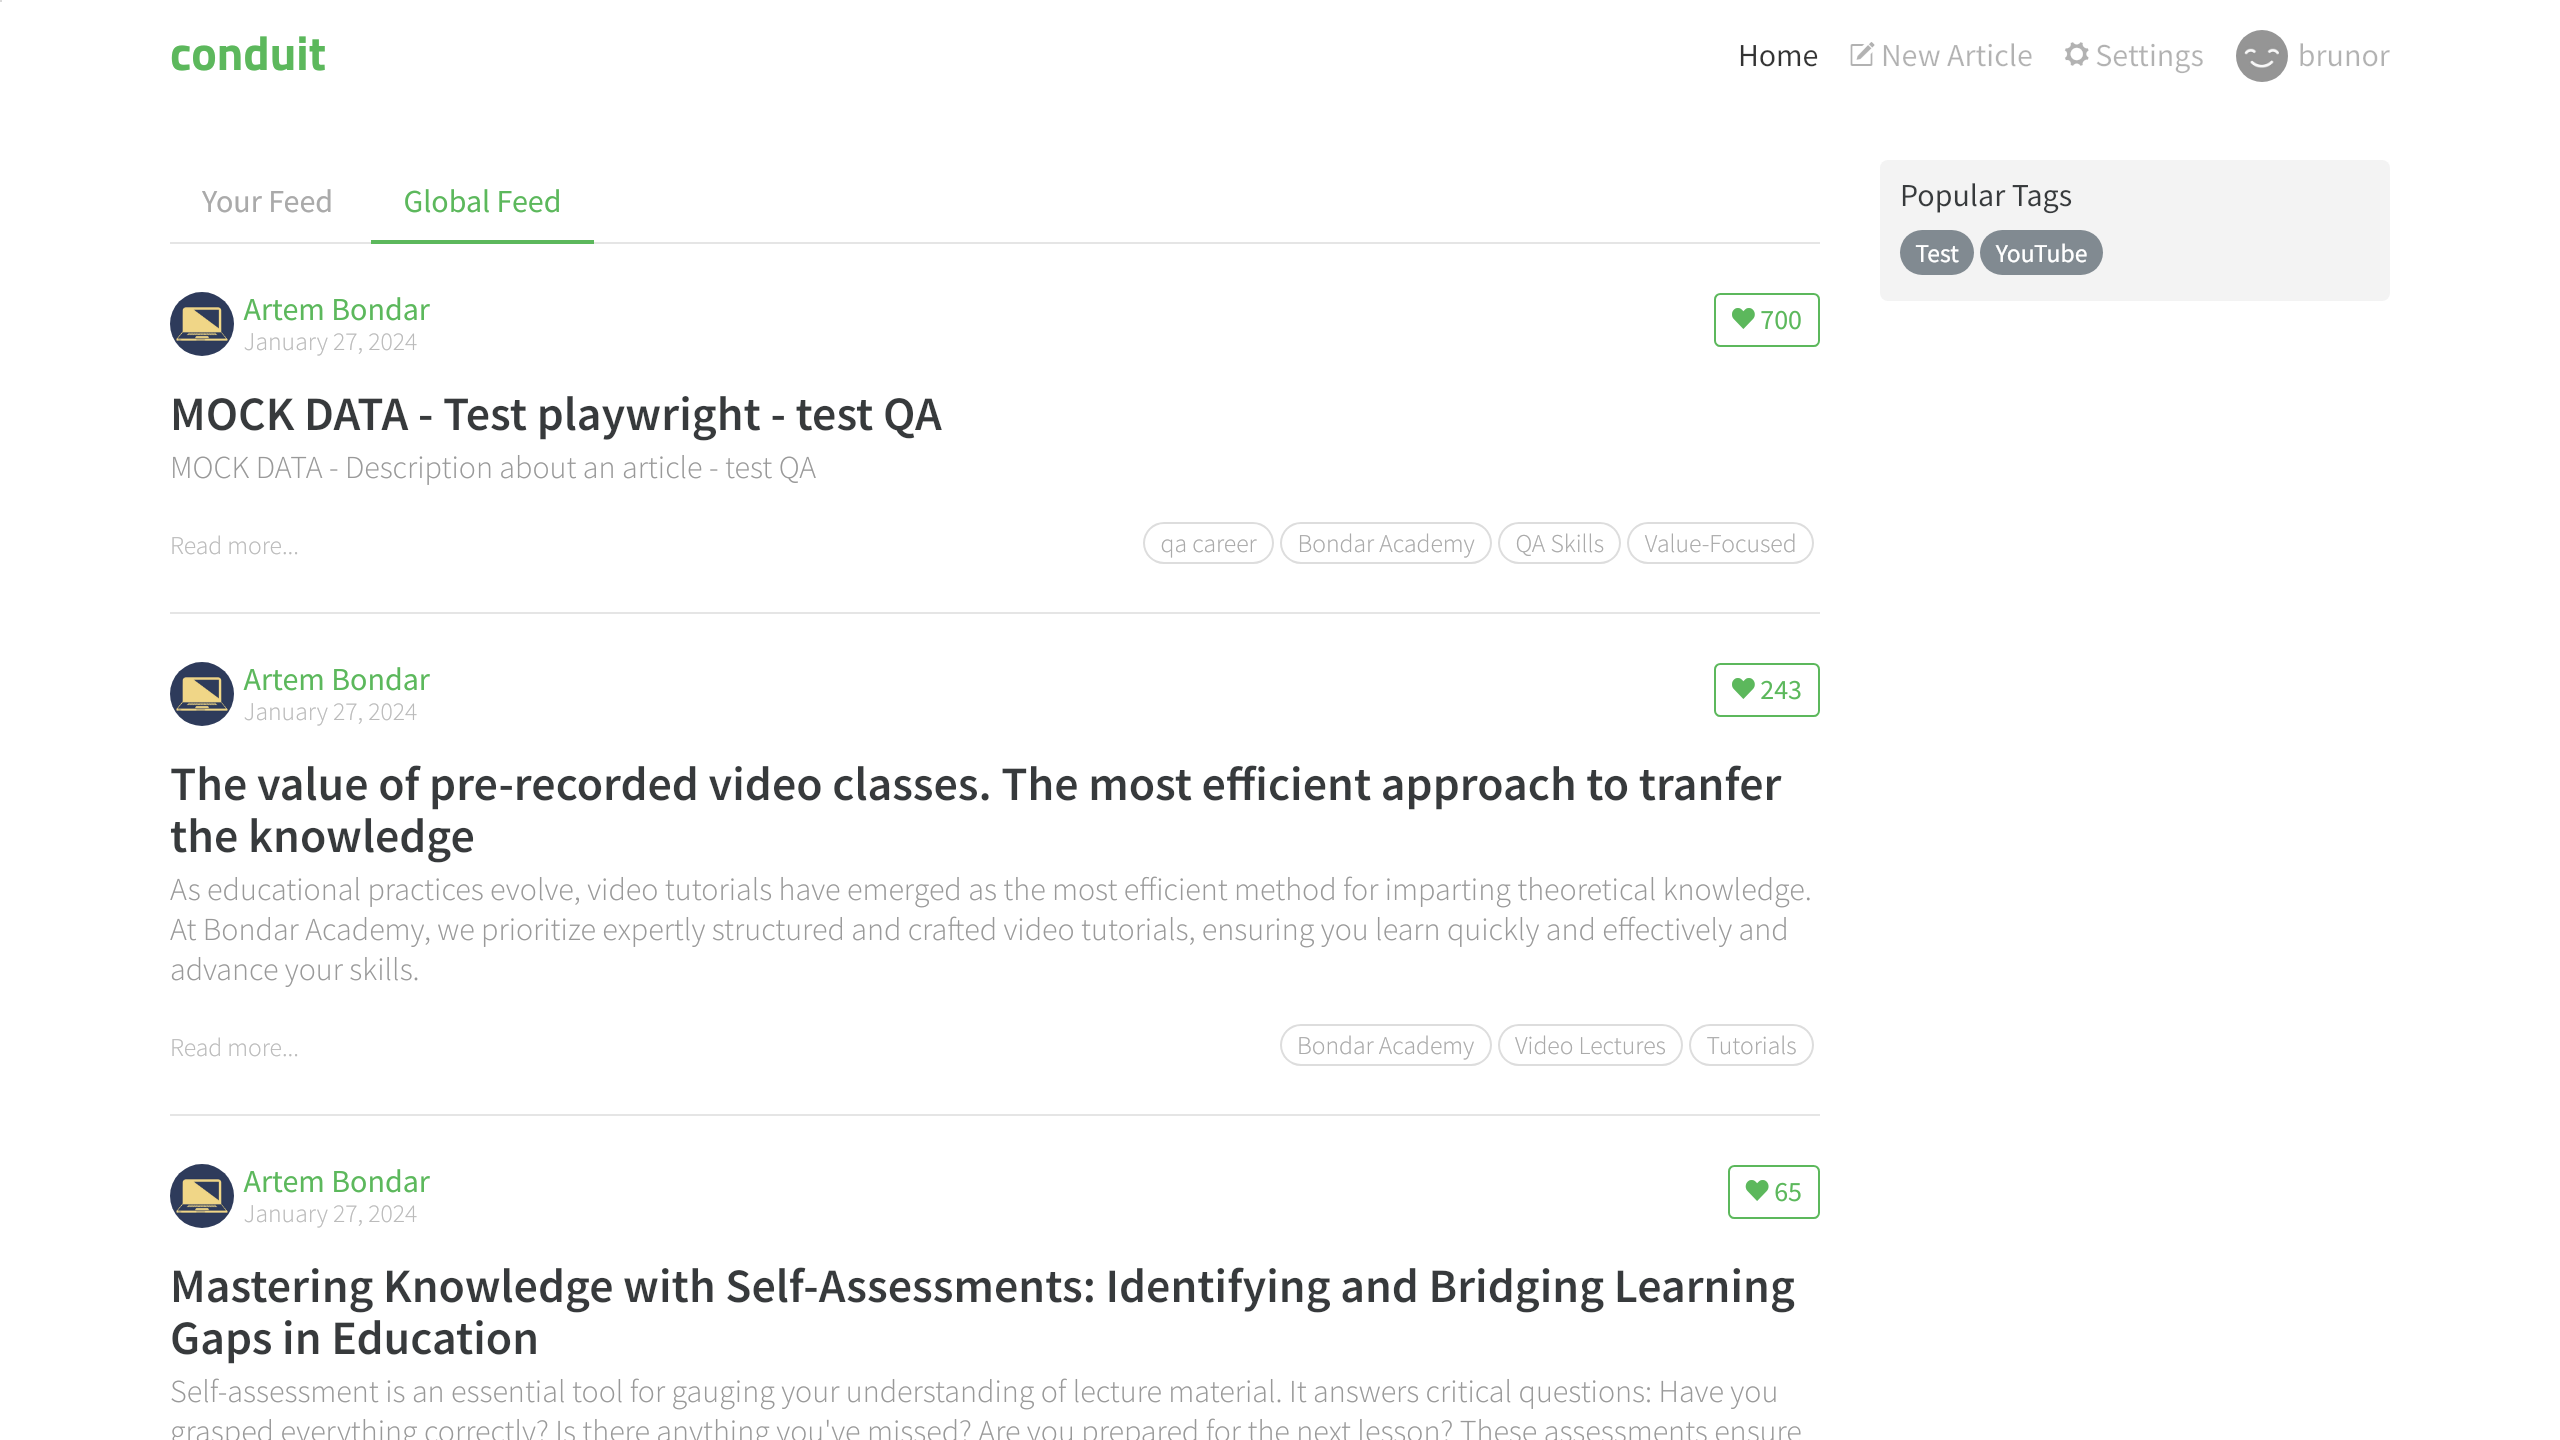 conduit
Home New Article Settings brunor
Your Feed Global Feed
Popular Tags
Test YouTube
Artem Bondar
January 27, 2024
700
MOCK DATA - Test playwright - test QA
MOCK DATA - Description about an article - test QA
Read more...
qa career Bondar Academy QA Skills Value-Focused
Artem Bondar
January 27, 2024
243
The value of pre-recorded video classes. The most efficient approach to tranfer
the knowledge
As educational practices evolve, video tutorials have emerged as the most efficient method for imparting theoretical knowledge.
At Bondar Academy, we prioritize expertly structured and crafted video tutorials, ensuring you learn quickly and effectively and
advance your skills.
Read more...
Bondar Academy Video Lectures Tutorials
Artem Bondar
January 27, 2024
65
Mastering Knowledge with Self-Assessments: Identifying and Bridging Learning
Gaps in Education
Self-assessment is an essential tool for gauging your understanding of lecture material. It answers critical questions: Have you
grasped everything correctly? Is there anything you've missed? Are you prepared for the next lesson? These assessments ensure